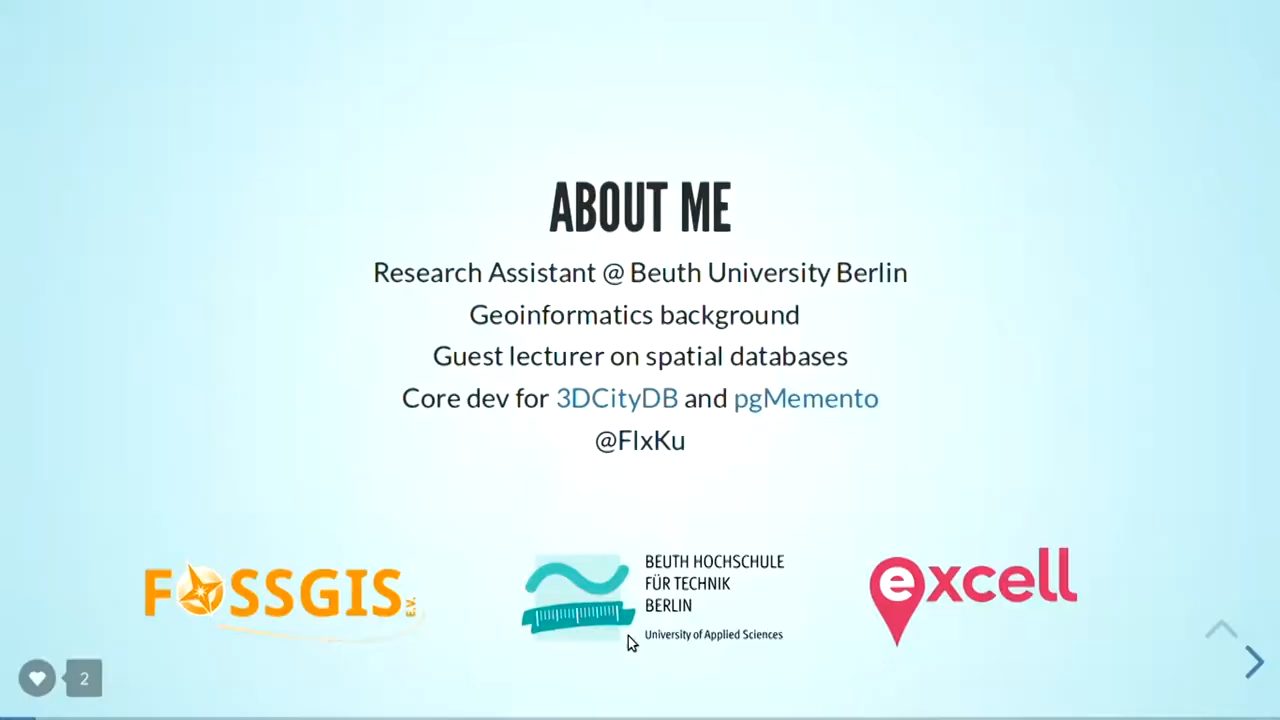 ABOUT ME
Research Assistant @ Beuth University Berlin
Geoinformatics background
Guest lecturer on spatial databases
Core dev for 3DCityDB and pgMemento
@FlxKu
FOSSGIS E.V.
BEUTH HOCHSCHULE
FÜR TECHNIK
BERLIN
University of Applied Sciences
excell
2